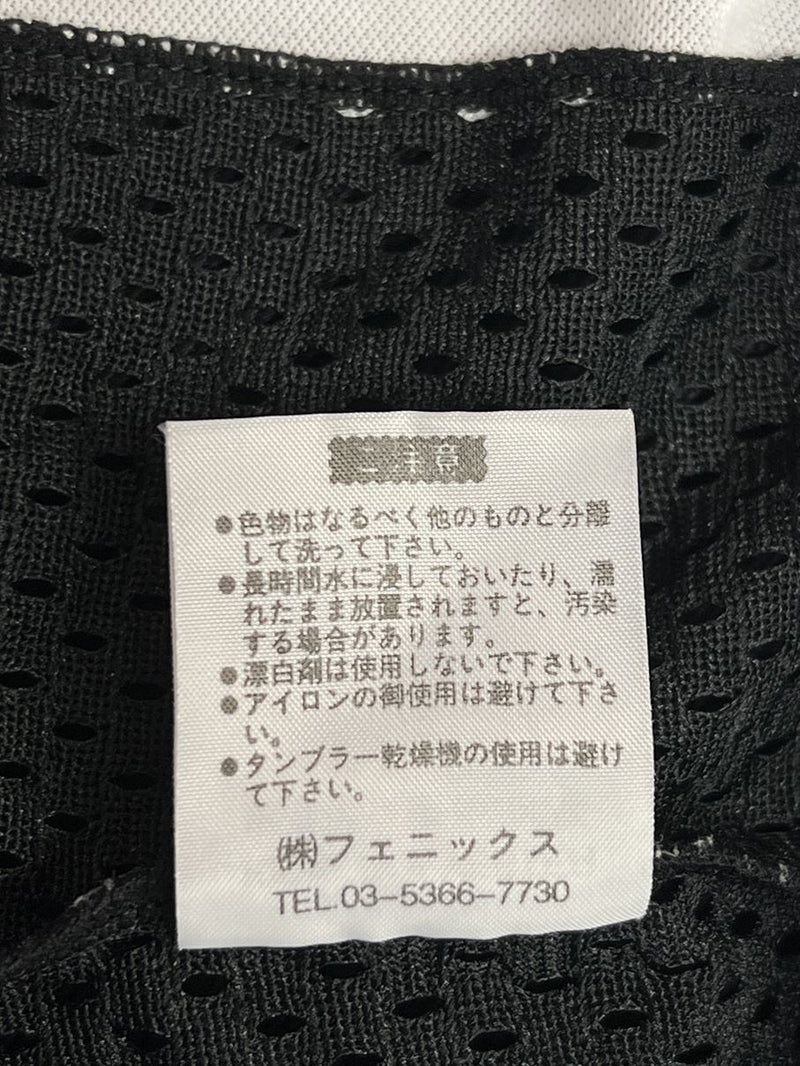 ご注意
●色物はなるべく他のものと分離
して洗って下さい。
●長時間水に浸しておいたり、濡
れたまま放置されますと、汚染
する場合があります。
●漂白剤は使用しないで下さい。
●アイロンの御使用は避けて下さ
い。
●タンブラー乾燥機の使用は避け
て下さい。
㈱フェニックス
TEL.03-5366-7730